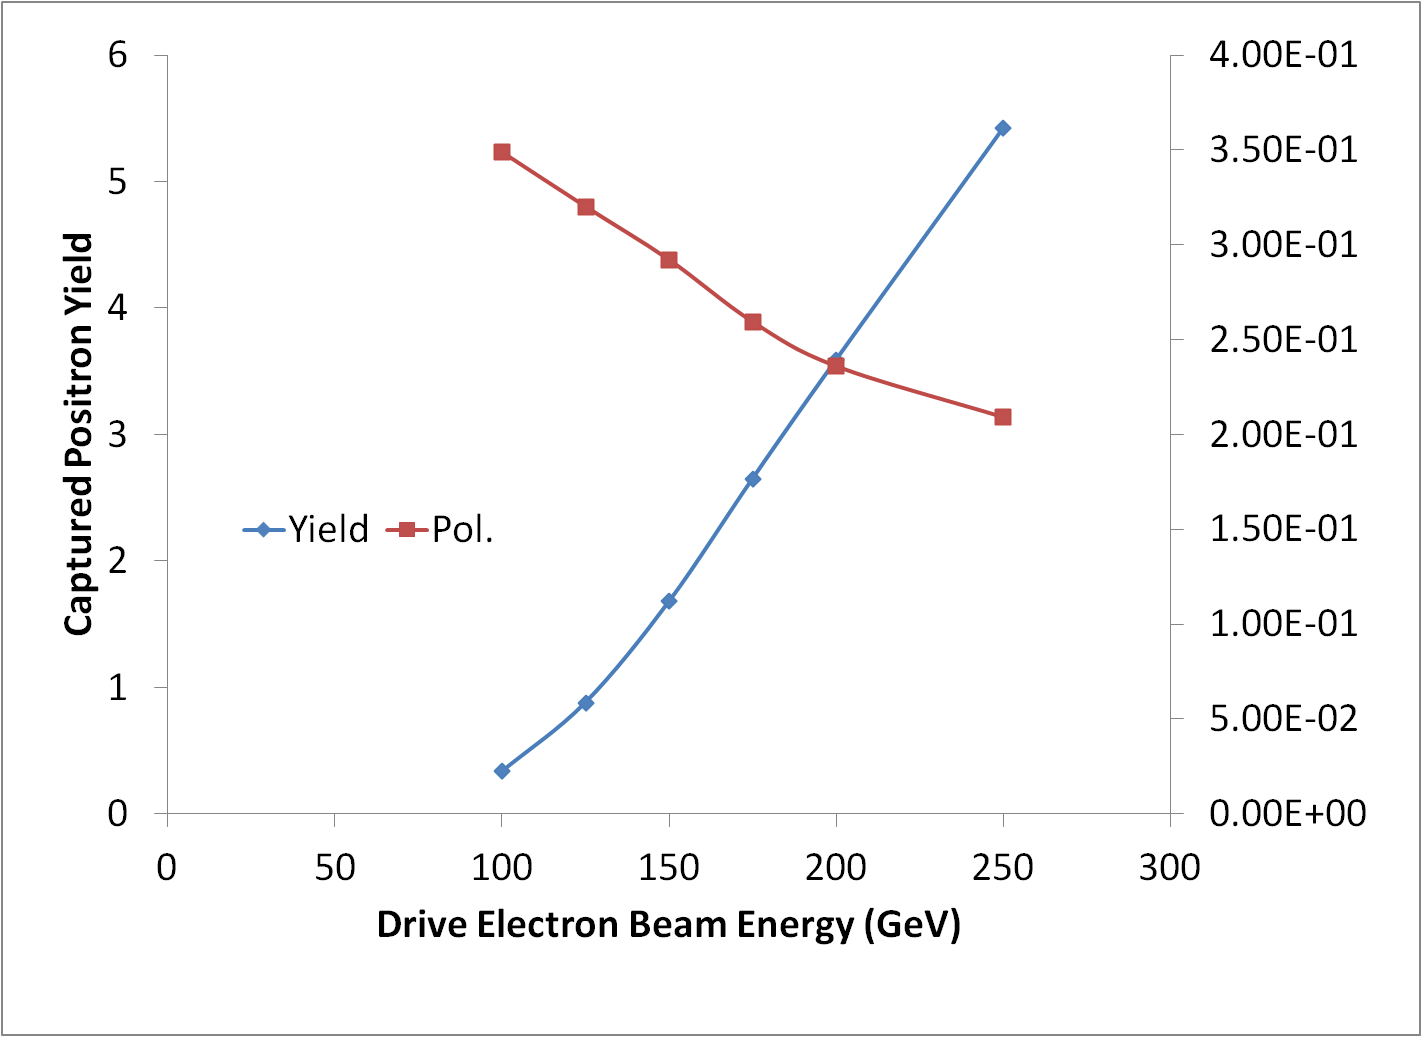 6
5
4
3
2
1
0
Captured Positron Yield
Yield
Pol.
4.00E-01
3.50E-01
3.00E-01
2.50E-01
2.00E-01
1.50E-01
1.00E-01
5.00E-02
0.00E+00
0 50 100 150 200 250 300
Drive Electron Beam Energy (GeV)